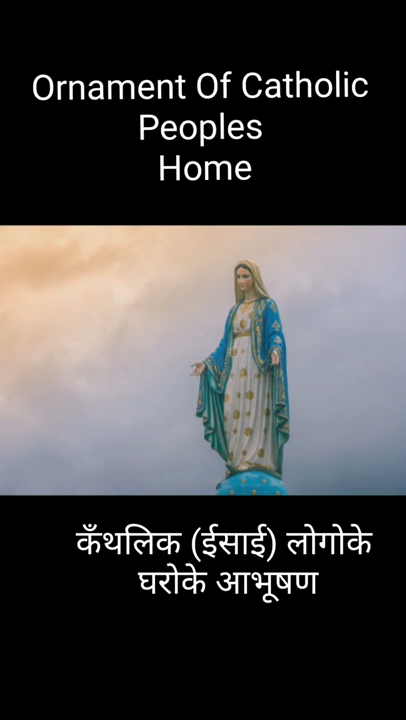 Ornament Of Catholic
Peoples
Home
कँथलिक (ईसाई) लोगोके
घरोके आभूषण